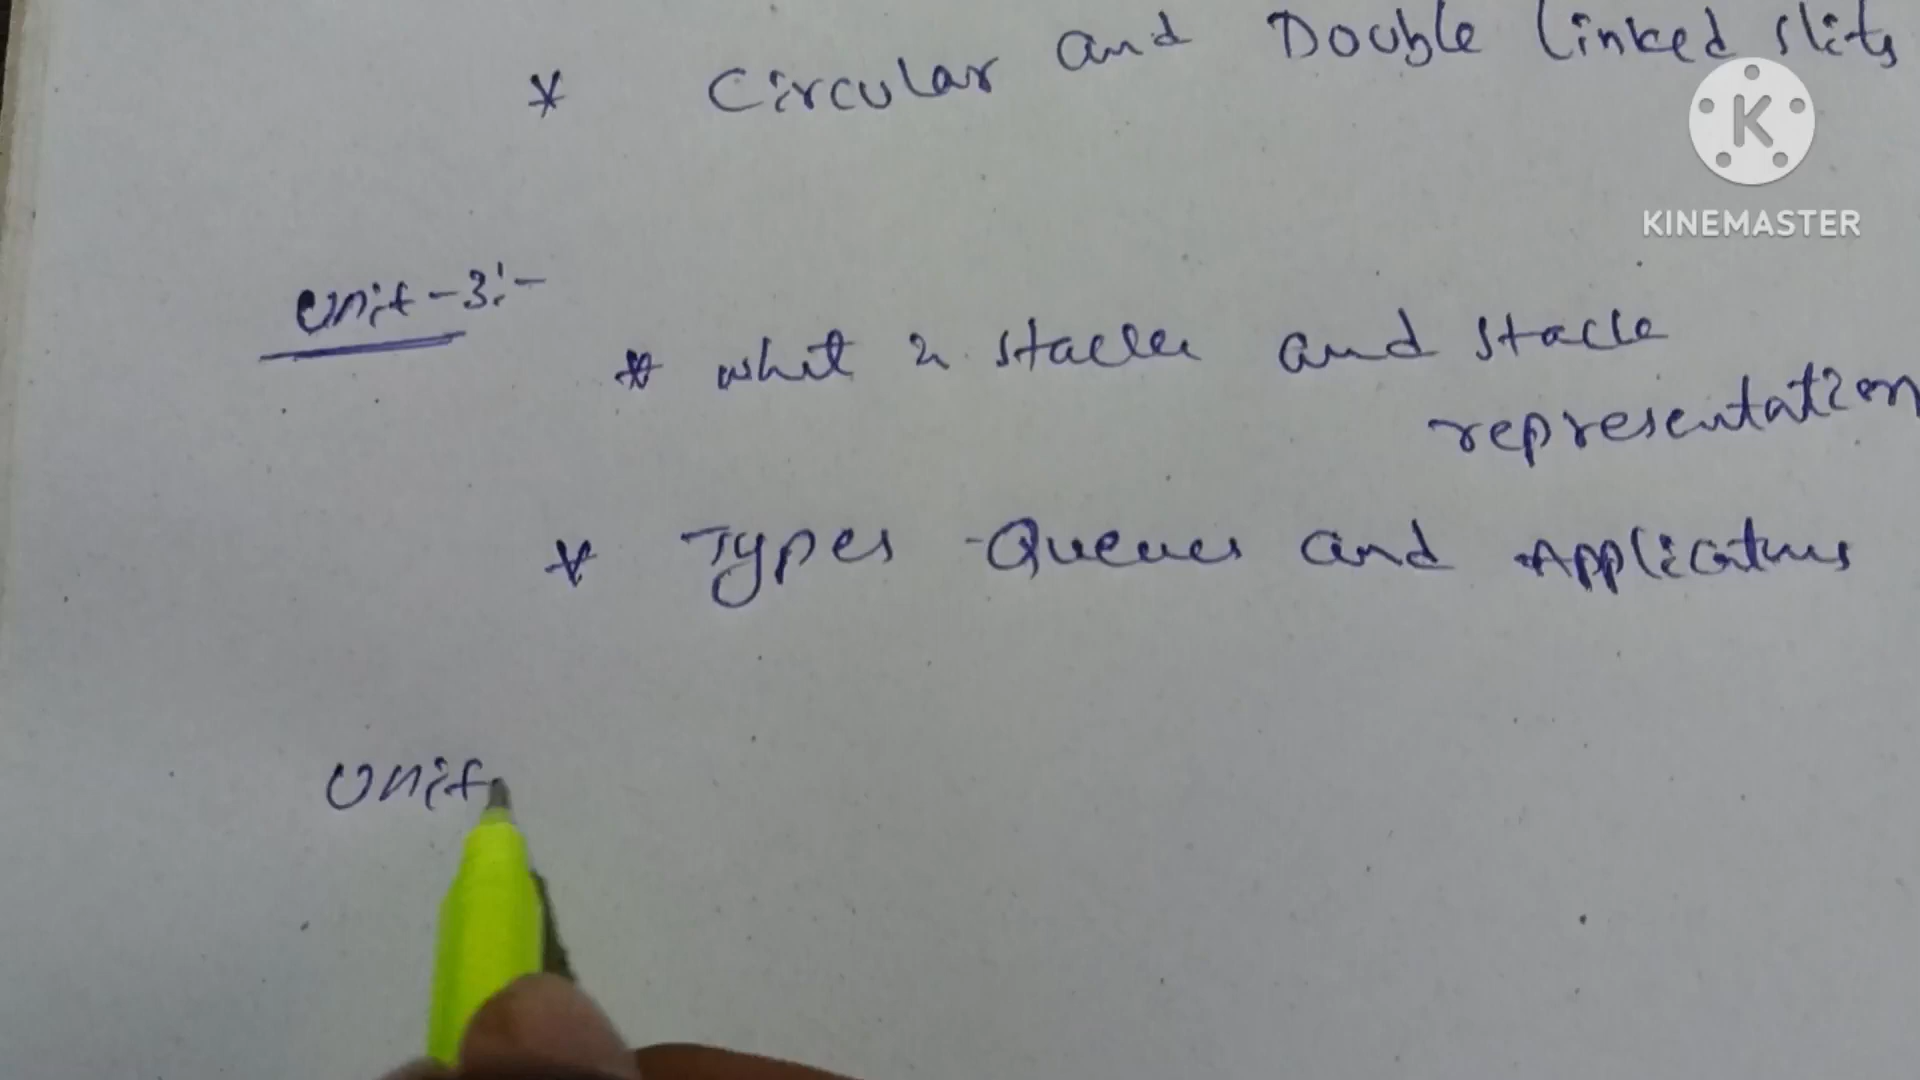 * Circular and Double linked slits
K
KINEMASTER
Unit-3:-
* what is stack and stack
representation
* Types Queues and Applications
Unit